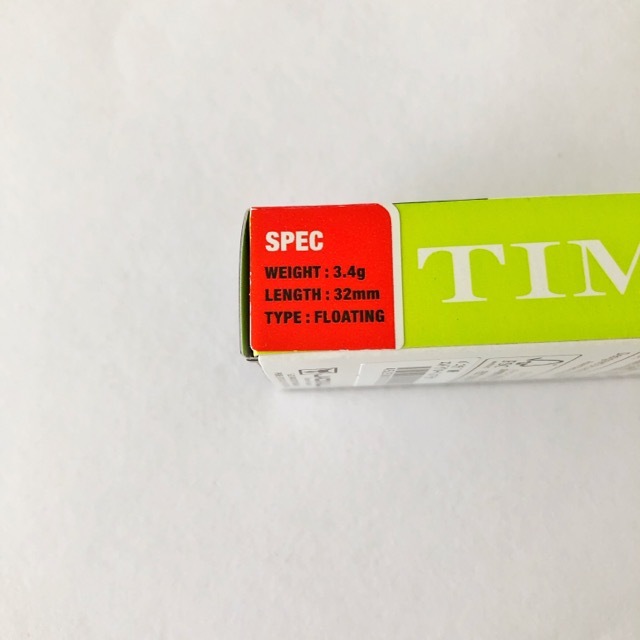 SPEC
WEIGHT : 3.4g
LENGTH : 32mm
TYPE : FLOATING
TIM